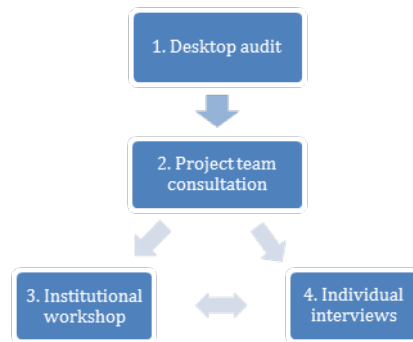 1. Desktop audit
2. Project team
consultation
3. Institutional
workshop
4. Individual
interviews